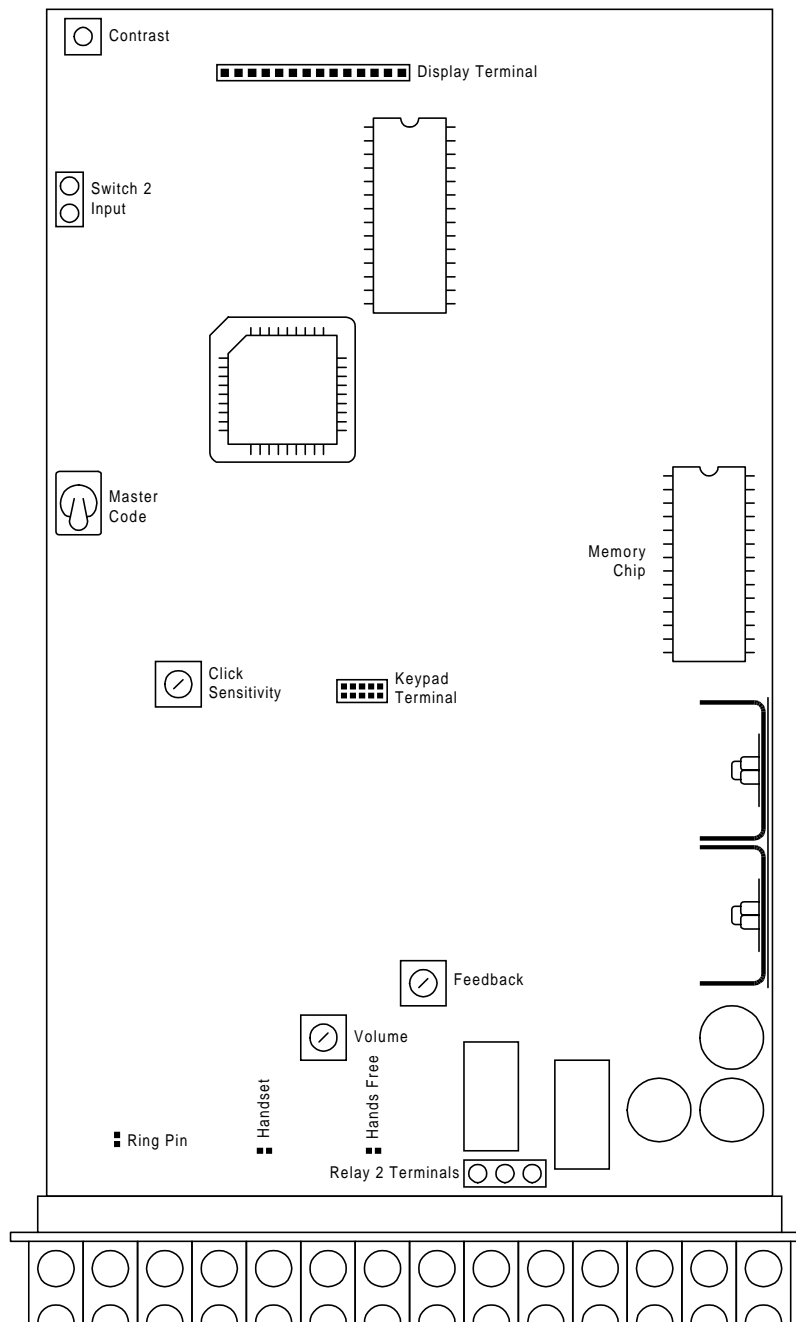 Contrast
Display Terminal
Switch 2
Input
Master
Code
Memory
Chip
Click
Sensitivity
Keypad
Terminal
Feedback
Volume
Handset
Hands Free
Ring Pin
Relay 2 Terminals